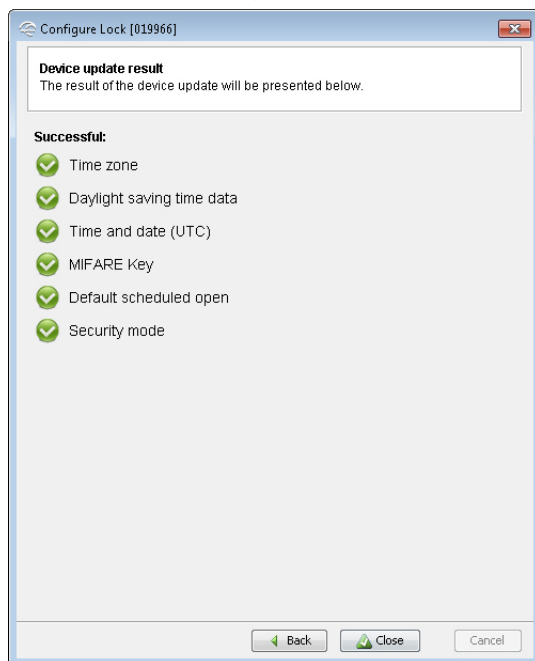 Configure Lock [019966]
Device update result
The result of the device update will be presented below.
Successful:
Time zone
Daylight saving time data
Time and date (UTC)
MIFARE Key
Default scheduled open
Security mode
Back
Close
Cancel